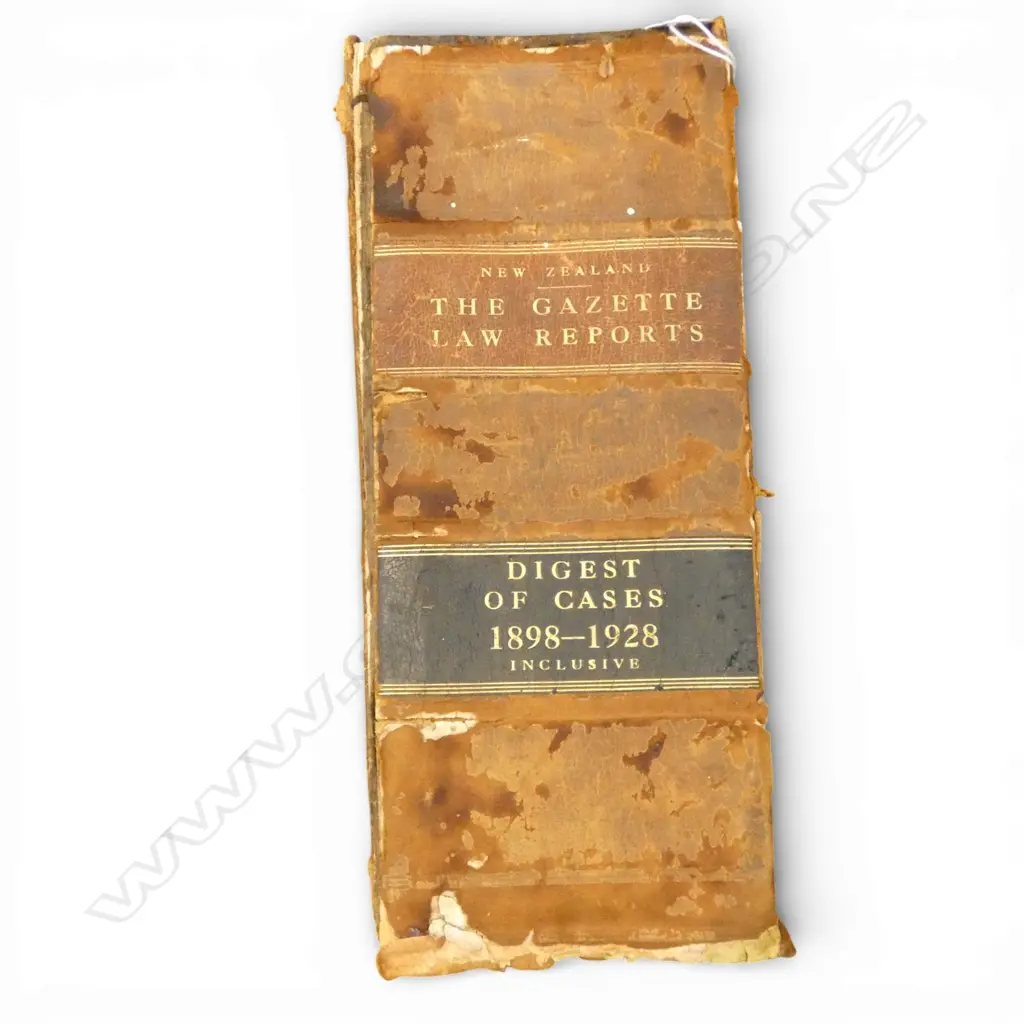 NEW ZEALAND
THE GAZETTE
LAW REPORTS
DIGEST
OF CASES
1898—1928
INCLUSIVE